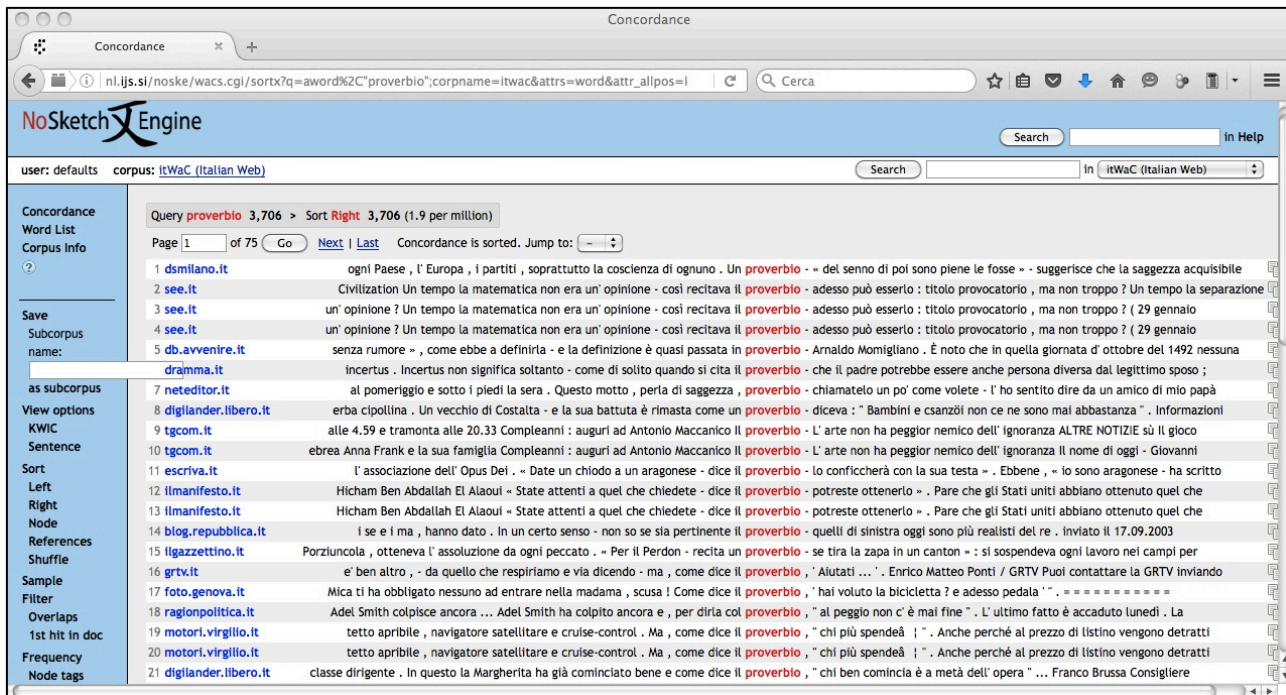 Concordance
Concordance × +
nl.ijs.si/noske/wacs.cgi/sortx?q=aword%2C"proverbio";corpname=itwac&attrs=word&attr_allpos=l Cerca
NoSketch Engine
Search in Help
user: defaults corpus: itWaC (Italian Web) Search in itWaC (Italian Web)
Concordance
Word List
Corpus Info
?
Save
Subcorpus
name:
as subcorpus
View options
KWIC
Sentence
Sort
Left
Right
Node
References
Shuffle
Sample
Filter
Overlaps
1st hit in doc
Frequency
Node tags
Query proverbio 3,706 > Sort Right 3,706 (1.9 per million)
Page 1 of 75 Go Next | Last Concordance is sorted. Jump to: -
1 dsmilano.it ogni Paese , l' Europa , i partiti , soprattutto la coscienza di ognuno . Un proverbio - « del senno di poi sono piene le fosse » - suggerisce che la saggezza acquisibile
2 see.it Civilization Un tempo la matematica non era un' opinione - così recitava il proverbio - adesso può esserlo : titolo provocatorio , ma non troppo ? Un tempo la separazione
3 see.it un' opinione ? Un tempo la matematica non era un' opinione - così recitava il proverbio - adesso può esserlo : titolo provocatorio , ma non troppo ? ( 29 gennaio
4 see.it un' opinione ? Un tempo la matematica non era un' opinione - così recitava il proverbio - adesso può esserlo : titolo provocatorio , ma non troppo ? ( 29 gennaio
5 db.avvenire.it senza rumore » , come ebbe a definirla - e la definizione è quasi passata in proverbio - Arnaldo Momigliano . È noto che in quella giornata d' ottobre del 1492 nessuna
dramma.it incertus . Incertus non significa soltanto - come di solito quando si cita il proverbio - che il padre potrebbe essere anche persona diversa dal legittimo sposo ;
7 neteditor.it al pomeriggio e sotto i piedi la sera . Questo motto , perla di saggezza , proverbio - chiamatelo un po' come volete - l' ho sentito dire da un amico di mio papà
8 digilander.libero.it erba cipollina . Un vecchio di Costalta - e la sua battuta è rimasta come un proverbio - diceva : " Bambini e csanzöi non ce ne sono mai abbastanza " . Informazioni
9 tgcom.it alle 4.59 e tramonta alle 20.33 Compleanni : auguri ad Antonio Maccanico Il proverbio - L' arte non ha peggior nemico dell' ignoranza ALTRE NOTIZIE sù Il gioco
10 tgcom.it ebrea Anna Frank e la sua famiglia Compleanni : auguri ad Antonio Maccanico Il proverbio - L' arte non ha peggior nemico dell' ignoranza Il nome di oggi - Giovanni
11 escriva.it l' associazione dell' Opus Dei . « Date un chiodo a un aragonese - dice il proverbio - lo conficcherà con la sua testa » . Ebbene , « io sono aragonese - ha scritto
12 ilmanifesto.it Hicham Ben Abdallah El Alaoui « State attenti a quel che chiedete - dice il proverbio - potreste ottenerlo » . Pare che gli Stati uniti abbiano ottenuto quel che
13 ilmanifesto.it Hicham Ben Abdallah El Alaoui « State attenti a quel che chiedete - dice il proverbio - potreste ottenerlo » . Pare che gli Stati uniti abbiano ottenuto quel che
14 blog.repubblica.it i se e i ma , hanno dato . In un certo senso - non so se sia pertinente il proverbio - quelli di sinistra oggi sono più realisti del re . inviato il 17.09.2003
15 ilgazzettino.it Porziuncola , otteneva l' assoluzione da ogni peccato . « Per il Perdon - recita un proverbio - se tira la zapa in un canton » : si sospendeva ogni lavoro nei campi per
16 grtv.it e' ben altro , - da quello che respiriamo e via dicendo - ma , come dice il proverbio , ' Aiutati ... ' . Enrico Matteo Ponti / GRTV Puoi contattare la GRTV inviando
17 foto.genova.it Mica ti ha obbligato nessuno ad entrare nella madama , scusa ! Come dice il proverbio , ' hai voluto la bicicletta ? e adesso pedala ' " . = = = = = = = = = = =
18 ragionpolitica.it Adel Smith colpisce ancora ... Adel Smith ha colpito ancora e , per dirla col proverbio , " al peggio non c' è mai fine " . L' ultimo fatto è accaduto lunedì . La
19 motori.virgilio.it tetto apribile , navigatore satellitare e cruise-control . Ma , come dice il proverbio , " chi più spendeâ ¦ " . Anche perché al prezzo di listino vengono detratti
20 motori.virgilio.it tetto apribile , navigatore satellitare e cruise-control . Ma , come dice il proverbio , " chi più spendeâ ¦ " . Anche perché al prezzo di listino vengono detratti
21 digilander.libero.it classe dirigente . In questo la Margherita ha già cominciato bene e come dice il proverbio , " chi ben comincia è a metà dell' opera " ... Franco Brusca Consigliere